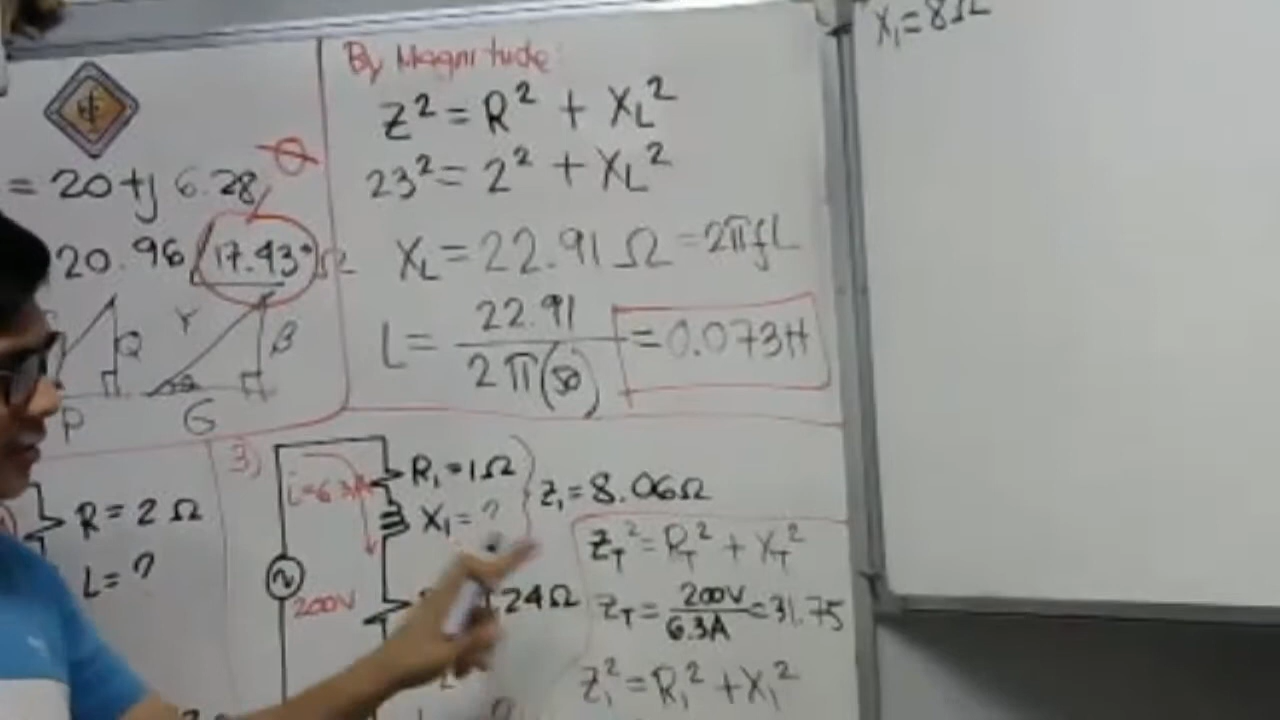 By Magnitude:
Z² = R² + X_L²
23² = 2² + X_L²
X_L = 22.91 Ω = 2πfL
L = 22.91 / 2π(50) = 0.073H
= 20 + j 6.28
θ
20.96 ∠17.43° Ω
Y
Q
β
P
G
R = 2 Ω
L = ?
3)
i = 6.3A
R₁ = 1Ω
X₁ = ?
Z₁ = 8.06Ω
200V
24Ω
Z_T² = R_T² + X_T²
Z_T = 200V / 6.3A = 31.75
Z₁² = R₁² + X₁²
X₁ = 8Ω